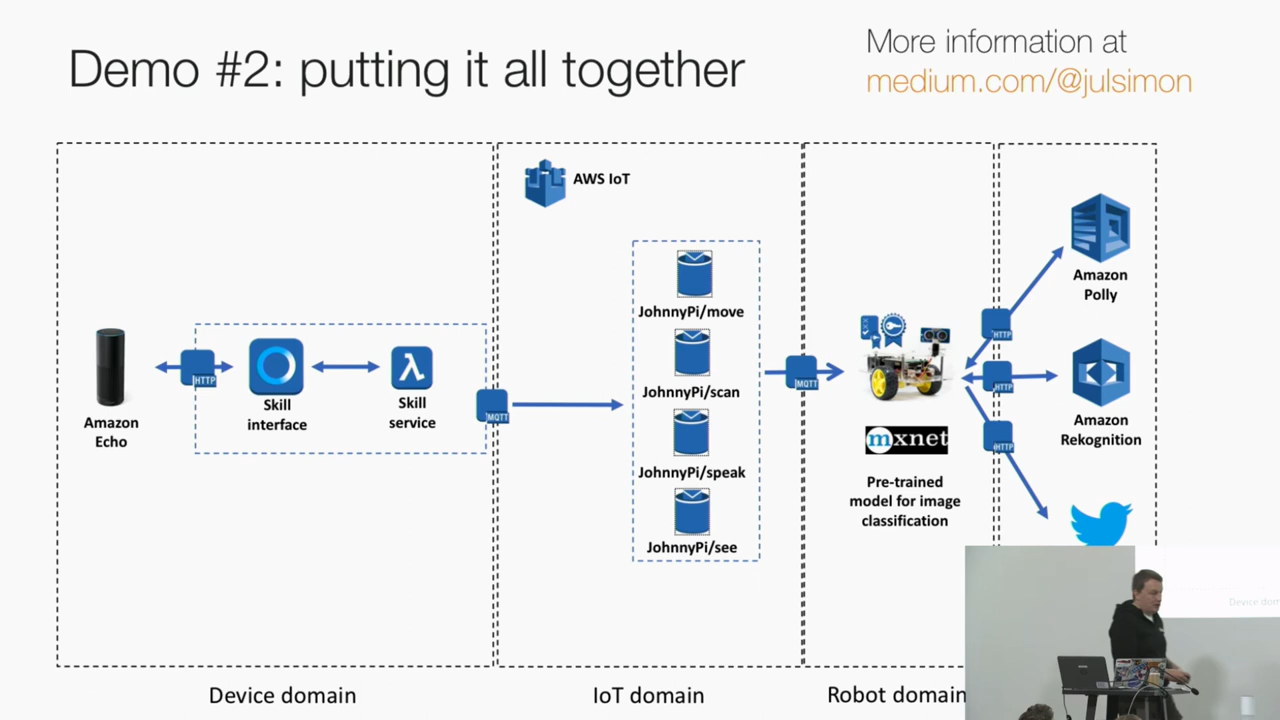 Demo #2: putting it all together
More information at
medium.com/@julsimon
AWS IoT
Amazon
Echo
HTTP
Skill
interface
Skill
service
MQTT
JohnnyPi/move
JohnnyPi/scan
JohnnyPi/speak
JohnnyPi/see
MQTT
mxnet
Pre-trained
model for image
classification
HTTP
HTTP
HTTP
Amazon
Polly
Amazon
Rekognition
Device domain
IoT domain
Robot domain
Device dom